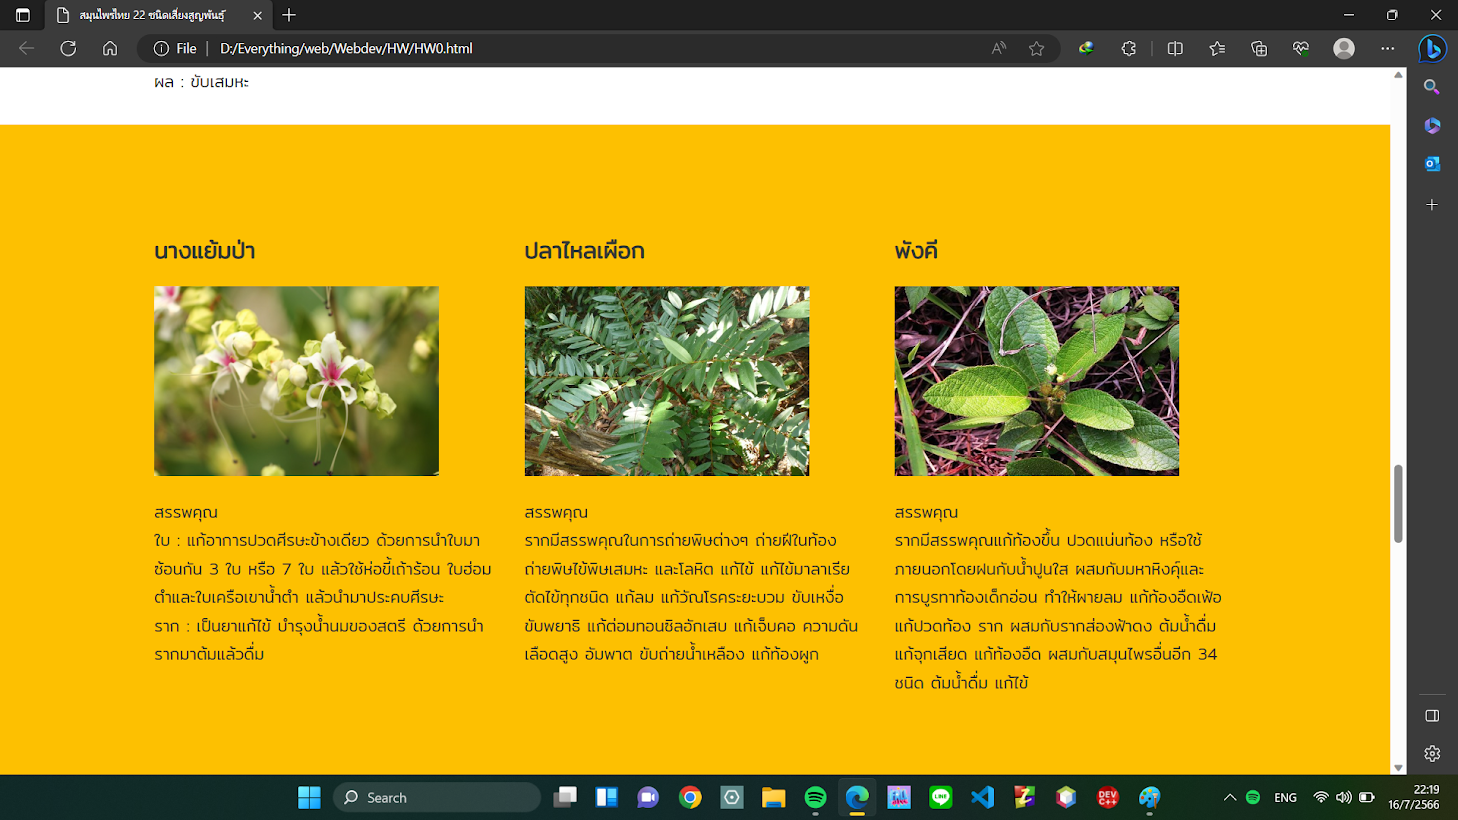 สมุนไพรไทย 22 ชนิดเสี่ยงสูญพันธุ์
File
D:/Everything/web/Webdev/HW/HW0.html
ผล : ขับเสมหะ
นางแย้มป่า
สรรพคุณ
ใบ : แก้อาการปวดศีรษะข้างเดียว ด้วยการนำใบมา
ซ้อนกัน 3 ใบ หรือ 7 ใบ แล้วใช้ห่อขี้เถ้าร้อน ใบฮ่อม
ตำและใบเครือเขาน้ำตำ แล้วนำมาประคบศีรษะ
ราก : เป็นยาแก้ไข้ บำรุงน้ำนมของสตรี ด้วยการนำ
รากมาต้มแล้วดื่ม
ปลาไหลเผือก
สรรพคุณ
รากมีสรรพคุณในการถ่ายพิษต่างๆ ถ่ายฝีในท้อง
ถ่ายพิษไข้พิษเสมหะ และโลหิต แก้ไข้ แก้ไข้มาลาเรีย
ตัดไข้ทุกชนิด แก้ลม แก้วัณโรคระยะบวม ขับเหงื่อ
ขับพยาธิ แก้ต่อมทอนซิลอักเสบ แก้เจ็บคอ ความดัน
เลือดสูง อัมพาต ขับถ่ายน้ำเหลือง แก้ท้องผูก
พังคี
สรรพคุณ
รากมีสรรพคุณแก้ท้องขึ้น ปวดแน่นท้อง หรือใช้
ภายนอกโดยฝนกับน้ำปูนใส ผสมกับมหาหิงคุ์และ
การบูรทาท้องเด็กอ่อน ทำให้ผายลม แก้ท้องอืดเฟ้อ
แก้ปวดท้อง ราก ผสมกับรากส่องฟ้าดง ต้มน้ำดื่ม
แก้จุกเสียด แก้ท้องอืด ผสมกับสมุนไพรอื่นอีก 34
ชนิด ต้มน้ำดื่ม แก้ไข้
Search
LINE
DEV
C++
ENG
22:19
16/7/2566